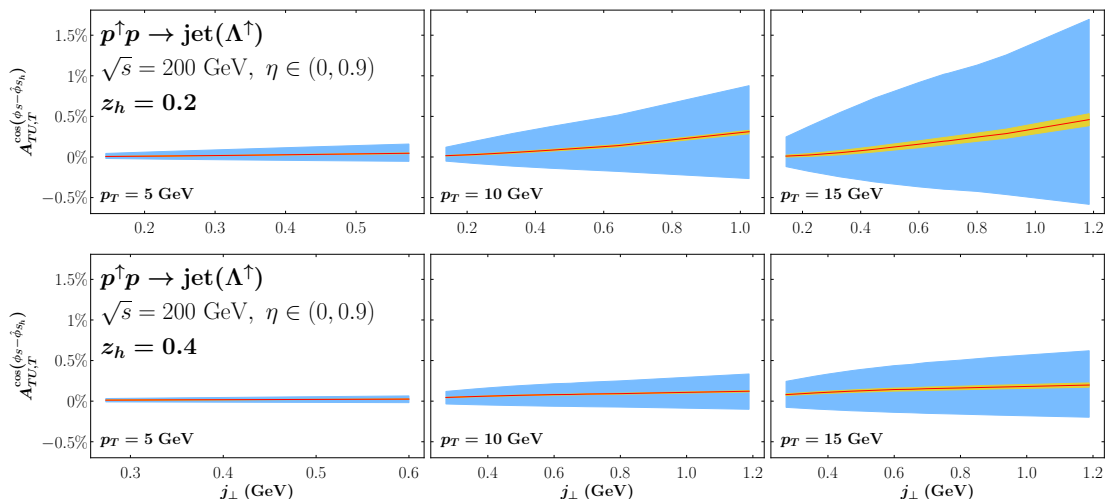 A_{TU,T}^{cos(ϕ_S−ϕ̂_{S_h})}
1.5%
1%
0.5%
0%
−0.5%
p^↑p → jet(Λ^↑)
√s = 200 GeV, η ∈ (0, 0.9)
z_h = 0.2
p_T = 5 GeV
p_T = 10 GeV
p_T = 15 GeV
0.2 0.3 0.4 0.5
0.2 0.4 0.6 0.8 1.0
0.2 0.4 0.6 0.8 1.0 1.2
A_{TU,T}^{cos(ϕ_S−ϕ̂_{S_h})}
1.5%
1%
0.5%
0%
−0.5%
p^↑p → jet(Λ^↑)
√s = 200 GeV, η ∈ (0, 0.9)
z_h = 0.4
p_T = 5 GeV
p_T = 10 GeV
p_T = 15 GeV
0.3 0.4 0.5 0.6
0.4 0.6 0.8 1.0 1.2
0.4 0.6 0.8 1.0 1.2
j_⊥ (GeV)
j_⊥ (GeV)
j_⊥ (GeV)